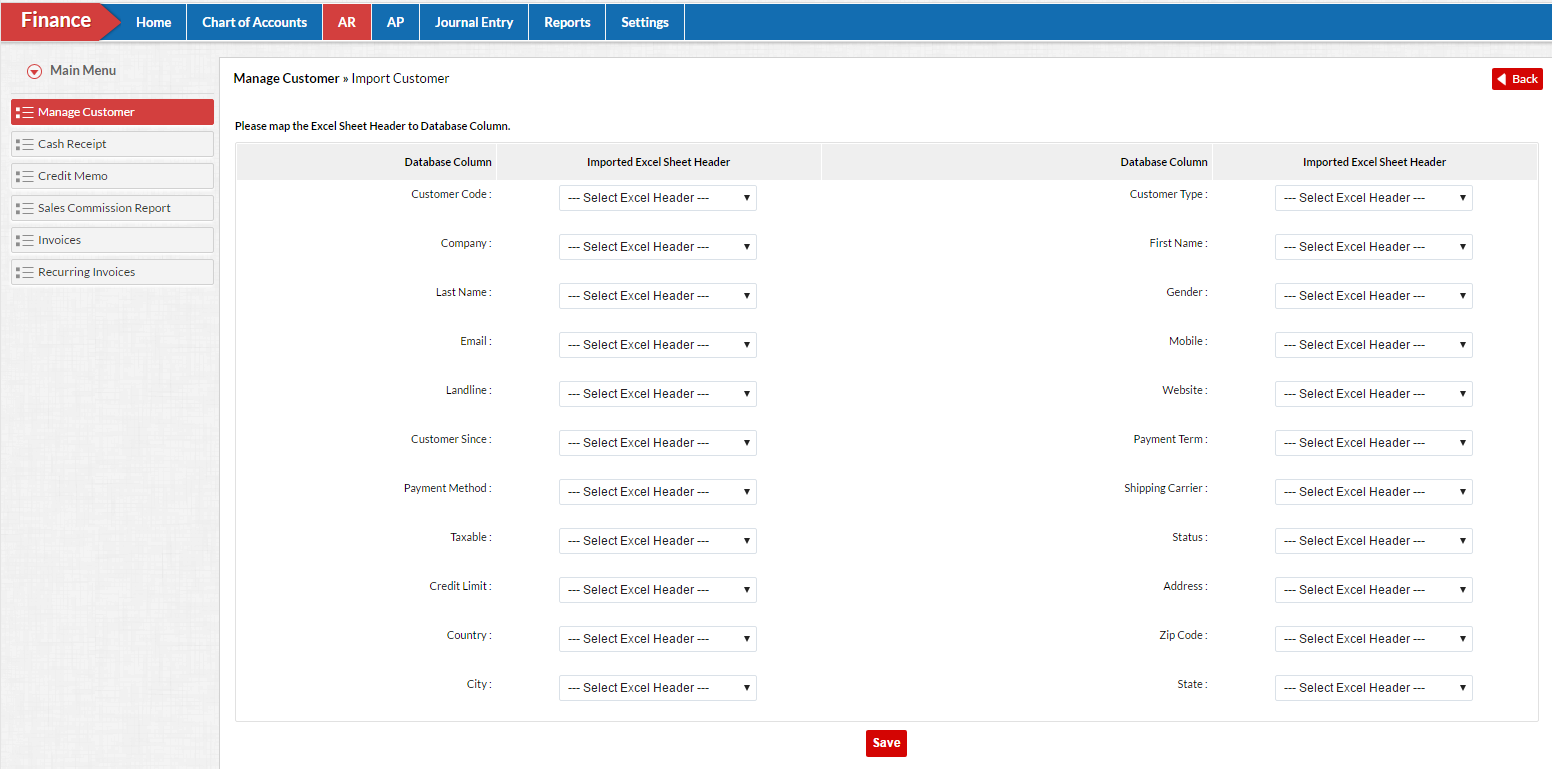 Finance Home Chart of Accounts AR AP Journal Entry Reports Settings
Main Menu
Manage Customer
Cash Receipt
Credit Memo
Sales Commission Report
Invoices
Recurring Invoices
Manage Customer » Import Customer
Back
Please map the Excel Sheet Header to Database Column.
Database Column Imported Excel Sheet Header Database Column Imported Excel Sheet Header
Customer Code : --- Select Excel Header --- Customer Type : --- Select Excel Header ---
Company : --- Select Excel Header --- First Name : --- Select Excel Header ---
Last Name : --- Select Excel Header --- Gender : --- Select Excel Header ---
Email : --- Select Excel Header --- Mobile : --- Select Excel Header ---
Landline : --- Select Excel Header --- Website : --- Select Excel Header ---
Customer Since : --- Select Excel Header --- Payment Term : --- Select Excel Header ---
Payment Method : --- Select Excel Header --- Shipping Carrier : --- Select Excel Header ---
Taxable : --- Select Excel Header --- Status : --- Select Excel Header ---
Credit Limit : --- Select Excel Header --- Address : --- Select Excel Header ---
Country : --- Select Excel Header --- Zip Code : --- Select Excel Header ---
City : --- Select Excel Header --- State : --- Select Excel Header ---
Save